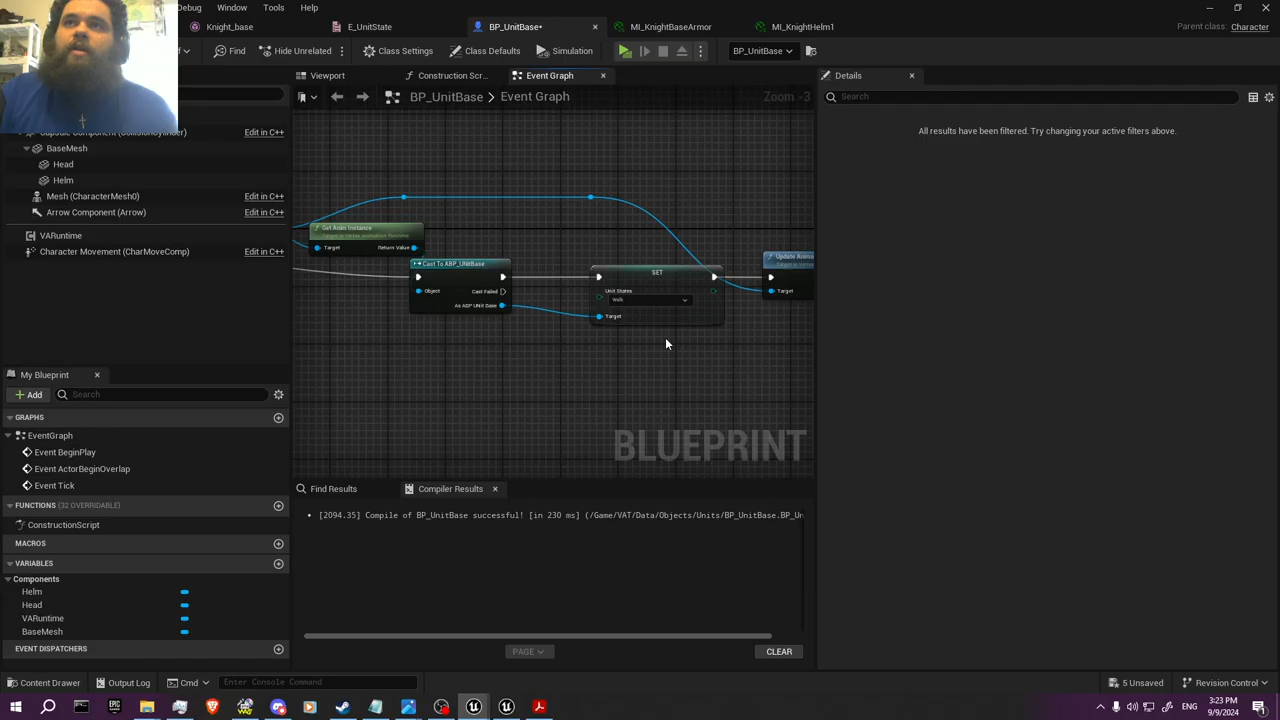 Debug
Window
Tools
Help
Knight_base
E_UnitState
BP_UnitBase•
MI_KnightBaseArmor
MI_KnightHelm1
Parent class: Character
Find
Hide Unrelated
Class Settings
Class Defaults
Simulation
BP_UnitBase
Viewport
Construction Scr...
Event Graph
Details
BP_UnitBase > Event Graph
Zoom -3
Search
All results have been filtered. Try changing your active filters above.
Capsule Component (CollisionCylinder)
Edit in C++
BaseMesh
Head
Helm
Mesh (CharacterMesh0)
Edit in C++
Arrow Component (Arrow)
Edit in C++
VARuntime
Character Movement (CharMoveComp)
Edit in C++
Get Anim Instance
Target
Return Value
Cast To ABP_UNitBase
Object
Cast Failed
As ABP UNit Base
SET
Unit States
Walk
Target
Update Anima
Target
BLUEPRINT
My Blueprint
Add
Search
GRAPHS
EventGraph
Event BeginPlay
Event ActorBeginOverlap
Event Tick
FUNCTIONS (32 OVERRIDABLE)
ConstructionScript
MACROS
VARIABLES
Components
Helm
Head
VARuntime
BaseMesh
EVENT DISPATCHERS
Find Results
Compiler Results
[2094.35] Compile of BP_UnitBase successful! [in 230 ms] (/Game/VAT/Data/Objects/Units/BP_UnitBase.BP_Un
PAGE
CLEAR
Content Drawer
Output Log
Cmd
Enter Console Command
5 Unsaved
Revision Control
3:23 PM
9/9/2024